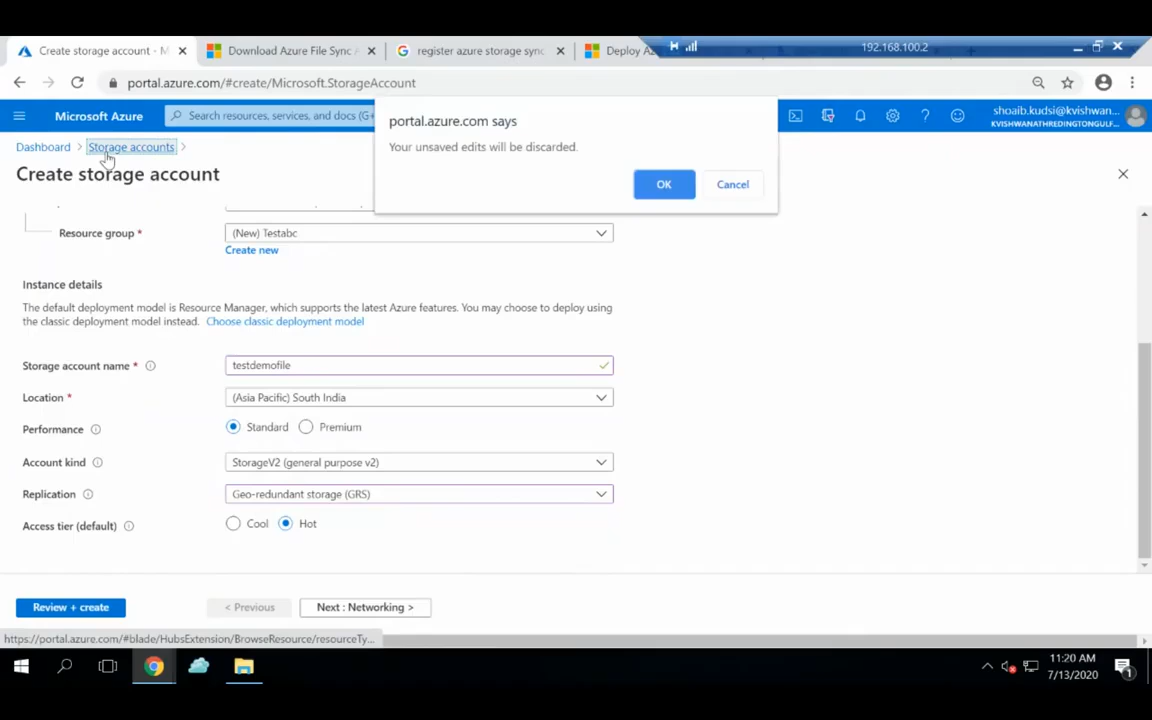 Create storage account - M
Download Azure File Sync
register azure storage sync
Deploy
192.168.100.2
portal.azure.com/#create/Microsoft.StorageAccount
Microsoft Azure
Search resources, services, and docs (G+
shoaib.kudsi@kvishwan...
KVISHWANATHREDINGTONGULF...
portal.azure.com says
Your unsaved edits will be discarded.
OK
Cancel
Dashboard > Storage accounts >
Create storage account
Resource group *
(New) Testabc
Create new
Instance details
The default deployment model is Resource Manager, which supports the latest Azure features. You may choose to deploy using
the classic deployment model instead. Choose classic deployment model
Storage account name *
testdemofile
Location *
(Asia Pacific) South India
Performance
Standard
Premium
Account kind
StorageV2 (general purpose v2)
Replication
Geo-redundant storage (GRS)
Access tier (default)
Cool
Hot
Review + create
< Previous
Next : Networking >
https://portal.azure.com/#blade/HubsExtension/BrowseResource/resourceTy...
11:20 AM
7/13/2020
1